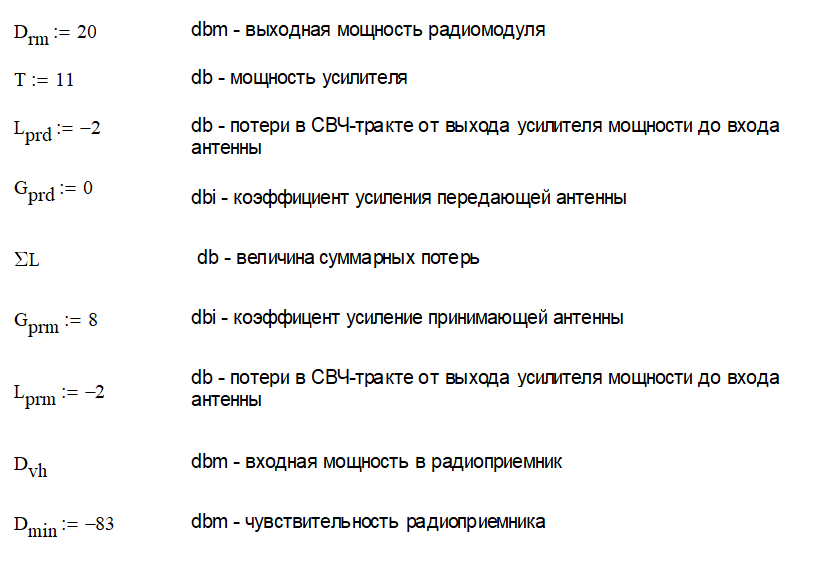 D_rm := 20 dbm - выходная мощность радиомодуля
T := 11 db - мощность усилителя
L_prd := −2 db - потери в СВЧ-тракте от выхода усилителя мощности до входа
антенны
G_prd := 0 dbi - коэффициент усиления передающей антенны
ΣL db - величина суммарных потерь
G_prm := 8 dbi - коэффицент усиление принимающей антенны
L_prm := −2 db - потери в СВЧ-тракте от выхода усилителя мощности до входа
антенны
D_vh dbm - входная мощность в радиоприемник
D_min := −83 dbm - чувствительность радиоприемника